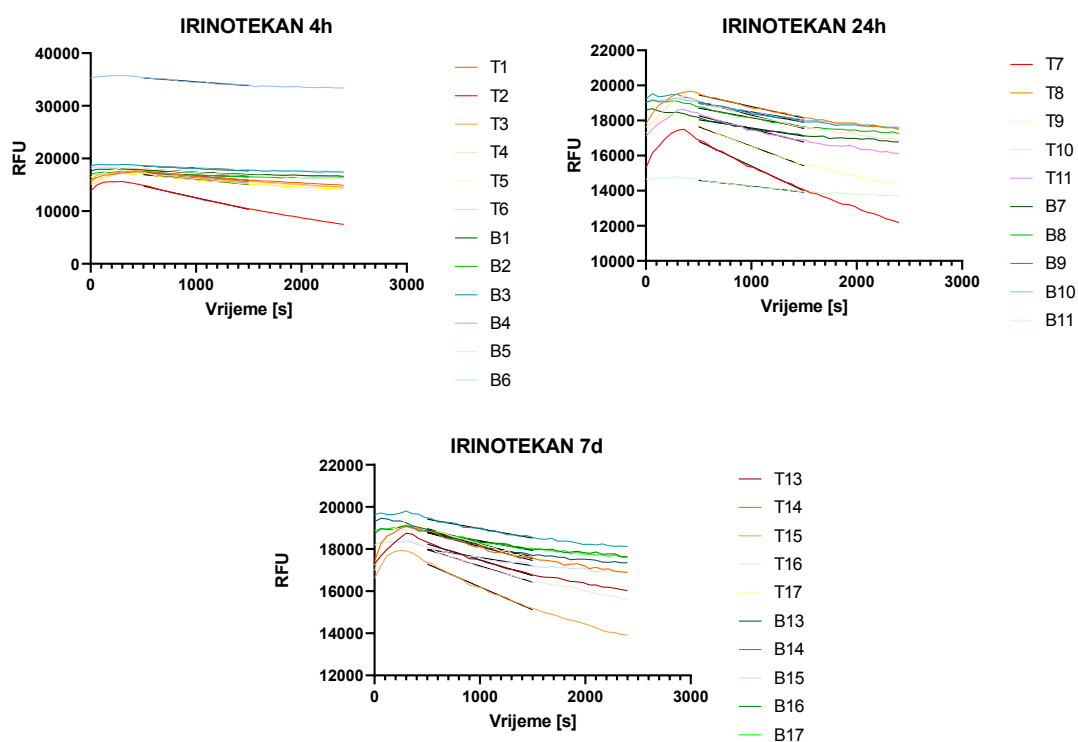 IRINOTEKAN 4h
RFU
40000
30000
20000
10000
0
0
1000
2000
3000
Vrijeme [s]
T1
T2
T3
T4
T5
T6
B1
B2
B3
B4
B5
B6
IRINOTEKAN 24h
RFU
22000
20000
18000
16000
14000
12000
10000
0
1000
2000
3000
Vrijeme [s]
T7
T8
T9
T10
T11
B7
B8
B9
B10
B11
IRINOTEKAN 7d
RFU
22000
20000
18000
16000
14000
12000
0
1000
2000
3000
Vrijeme [s]
T13
T14
T15
T16
T17
B13
B14
B15
B16
B17